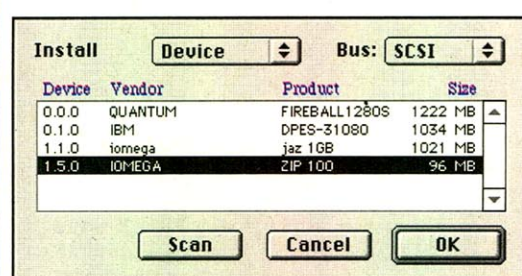 Install Device Bus: SCSI
Device Vendor Product Size
0.0.0 QUANTUM FIREBALL1280S 1222 MB
0.1.0 IBM DPES-31080 1034 MB
1.1.0 iomega jaz 1GB 1021 MB
1.5.0 IOMEGA ZIP 100 96 MB
Scan Cancel OK